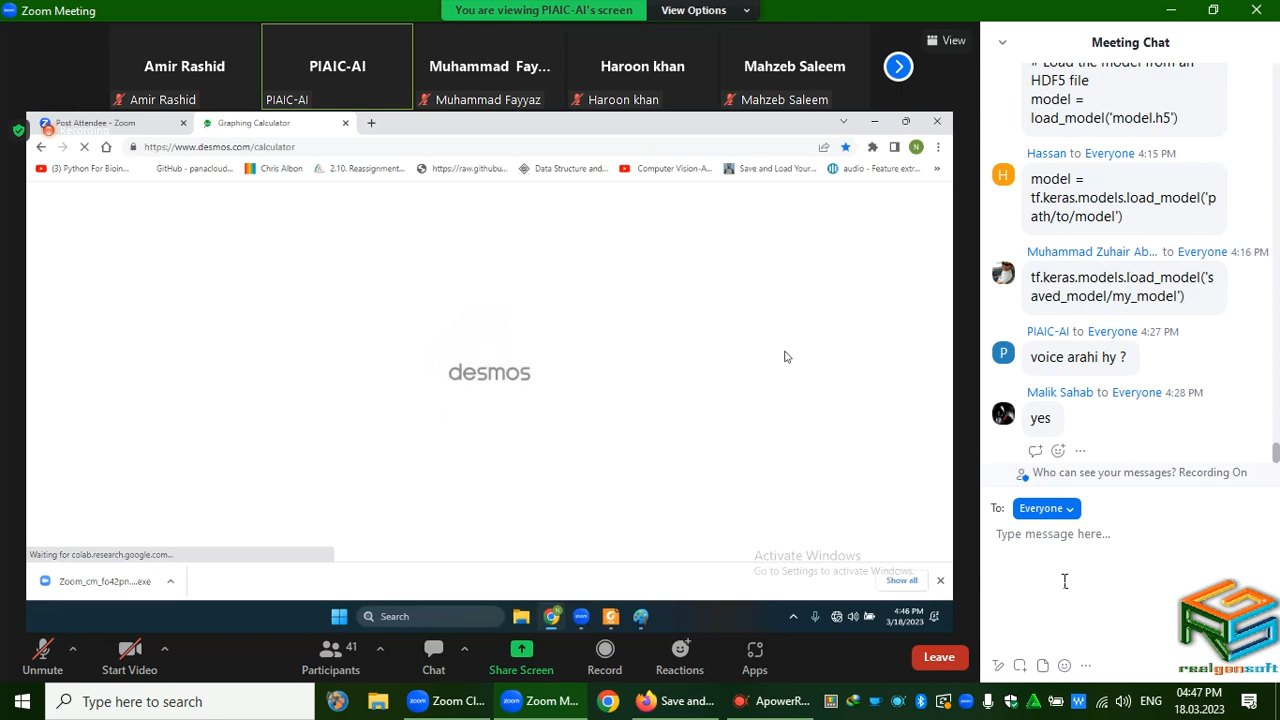 Zoom Meeting
You are viewing PIAIC-AI's screen
View Options
Amir Rashid
PIAIC-AI
Muhammad Fay...
Haroon khan
Mahzeb Saleem
View
Amir Rashid
PIAIC-AI
Muhammad Fayyaz
Haroon khan
Mahzeb Saleem
Post Attendee - Zoom
Graphing Calculator
Recording
https://www.desmos.com/calculator
N
(3) Python For Bioin...
GitHub - panacloud...
Chris Albon
2.10. Reassignment...
https://raw.githubu...
Data Structure and...
Computer Vision-A...
Save and Load Your...
audio - Feature extr...
desmos
Waiting for colab.research.google.com...
Activate Windows
Go to Settings to activate Windows.
Zoom_cm_fo42pn....exe
Show all
Search
4:46 PM
3/18/2023
Meeting Chat
# Load the model from an
HDF5 file
model =
load_model('model.h5')
Hassan to Everyone 4:15 PM
H
model =
tf.keras.models.load_model('p
ath/to/model')
Muhammad Zuhair Ab... to Everyone 4:16 PM
tf.keras.models.load_model('s
aved_model/my_model')
PIAIC-AI to Everyone 4:27 PM
P
voice arahi hy ?
Malik Sahab to Everyone 4:28 PM
yes
Who can see your messages? Recording On
To: Everyone
Type message here...
realgonsoft
Unmute
Start Video
41
Participants
Chat
Share Screen
Record
Reactions
Apps
Leave
Type here to search
Zoom Cl...
Zoom M...
Save and...
ApowerR...
ENG
04:47 PM
18.03.2023